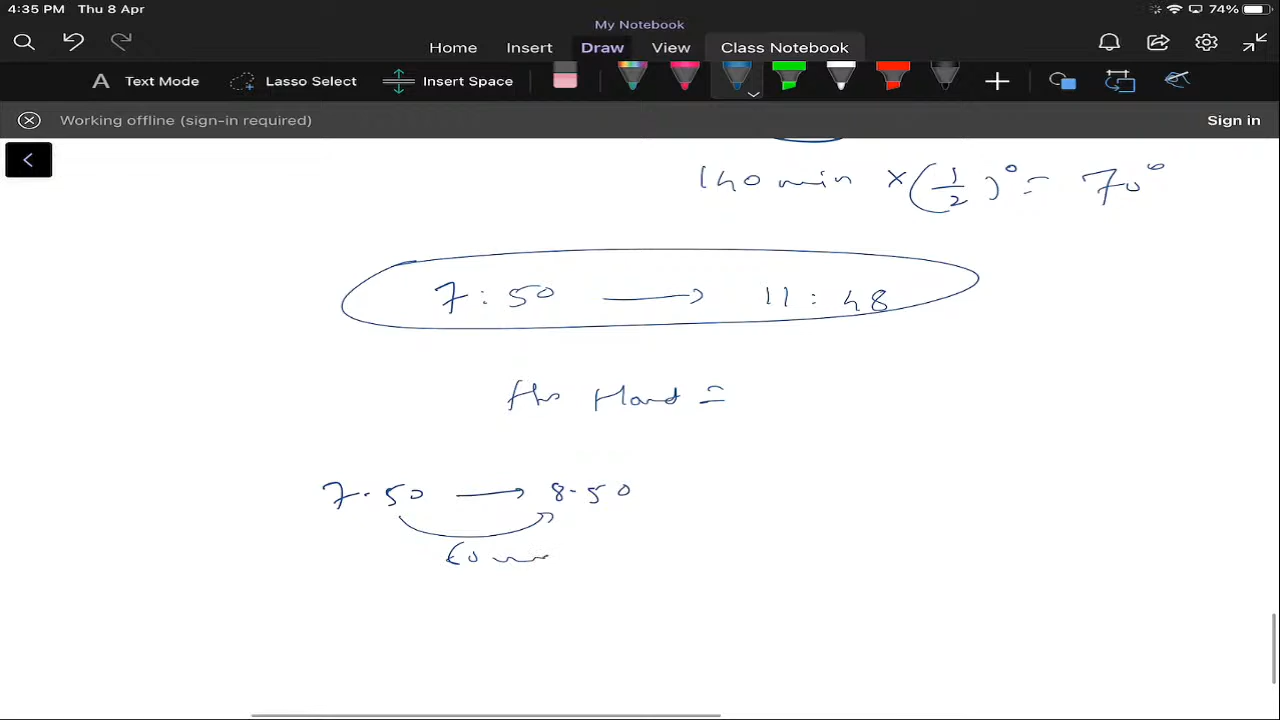 4:35 PM Thu 8 Apr
74%
My Notebook
Home Insert Draw View Class Notebook
Text Mode Lasso Select Insert Space
Working offline (sign-in required) Sign in
140 min × (1/2)° = 70°
7 : 50 → 11 : 48
Hand =
7.50 → 8.50
60 min